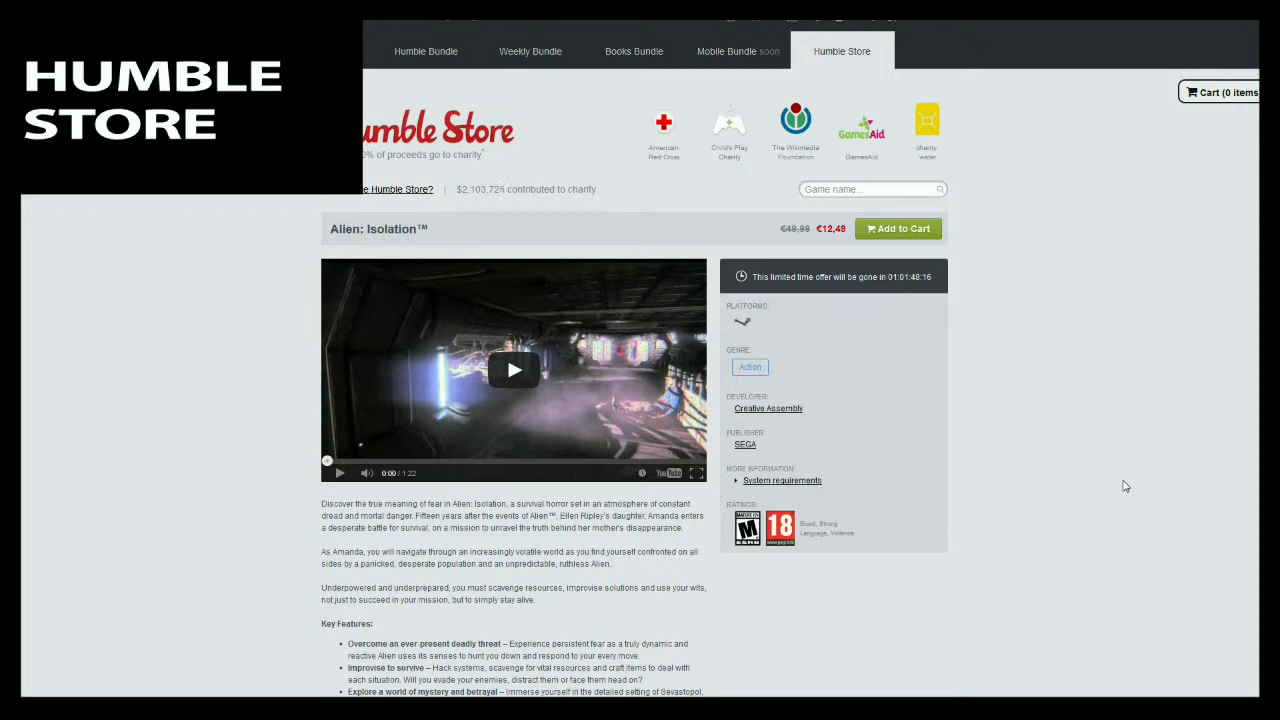 HUMBLE
STORE
Humble Bundle
Weekly Bundle
Books Bundle
Mobile Bundle soon
Humble Store
Cart (0 items
umble Store
0% of proceeds go to charity*
American
Red Cross
Child's Play
Charity
The Wikimedia
Foundation
GamesAid
GamesAid
charity:
water
e Humble Store?
| $2,103,726 contributed to charity
Game name...
Alien: Isolation™
€49,99 €12,49
Add to Cart
This limited time offer will be gone in 01:01:48:16
PLATFORMS:
GENRE:
Action
DEVELOPER:
Creative Assembly
PUBLISHER:
SEGA
MORE INFORMATION:
System requirements
RATINGS:
M
ESRB
18
www.pegi.info
Blood, Strong
Language, Violence
0:00 / 1:22
YouTube
Discover the true meaning of fear in Alien: Isolation, a survival horror set in an atmosphere of constant
dread and mortal danger. Fifteen years after the events of Alien™, Ellen Ripley's daughter, Amanda enters
a desperate battle for survival, on a mission to unravel the truth behind her mother's disappearance.
As Amanda, you will navigate through an increasingly volatile world as you find yourself confronted on all
sides by a panicked, desperate population and an unpredictable, ruthless Alien.
Underpowered and underprepared, you must scavenge resources, improvise solutions and use your wits,
not just to succeed in your mission, but to simply stay alive.
Key Features:
• Overcome an ever-present deadly threat – Experience persistent fear as a truly dynamic and
reactive Alien uses its senses to hunt you down and respond to your every move.
• Improvise to survive – Hack systems, scavenge for vital resources and craft items to deal with
each situation. Will you evade your enemies, distract them or face them head on?
• Explore a world of mystery and betrayal – Immerse yourself in the detailed setting of Sevastopol,